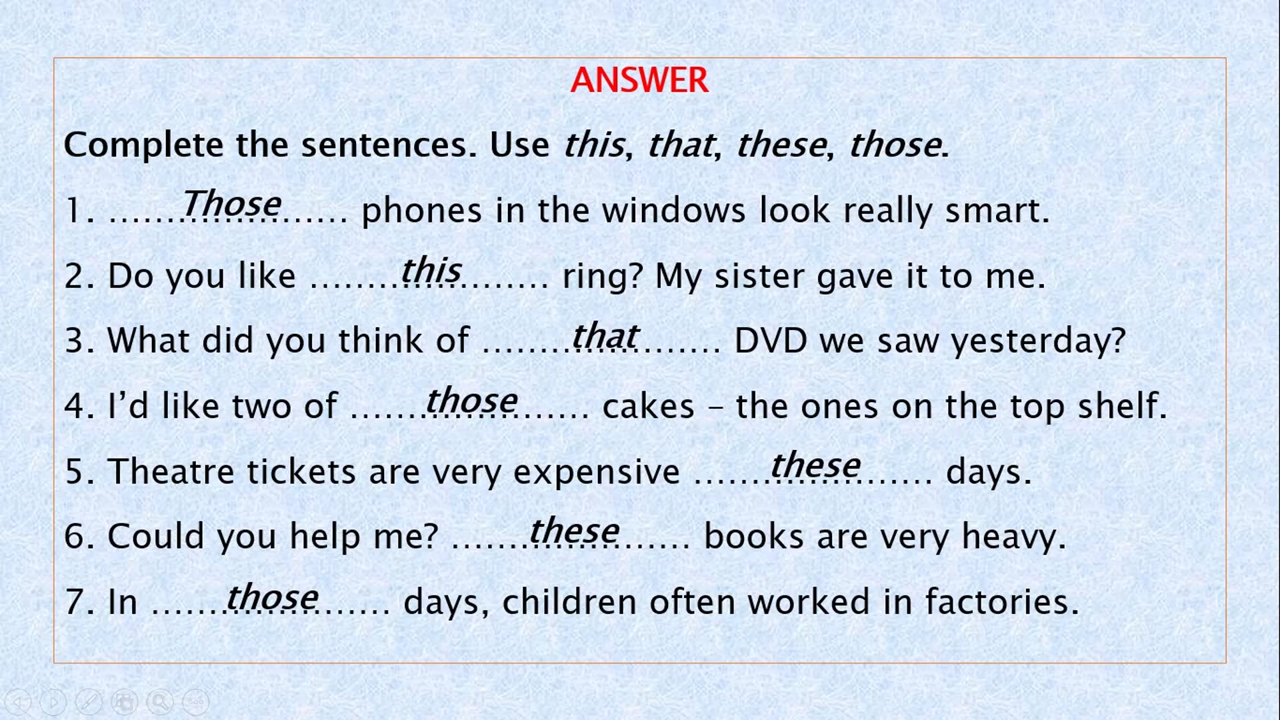 ANSWER
Complete the sentences. Use this, that, these, those.
1. ......Those...... phones in the windows look really smart.
2. Do you like ......this...... ring? My sister gave it to me.
3. What did you think of ......that...... DVD we saw yesterday?
4. I’d like two of ......those...... cakes – the ones on the top shelf.
5. Theatre tickets are very expensive ......these...... days.
6. Could you help me? ......these...... books are very heavy.
7. In ......those...... days, children often worked in factories.